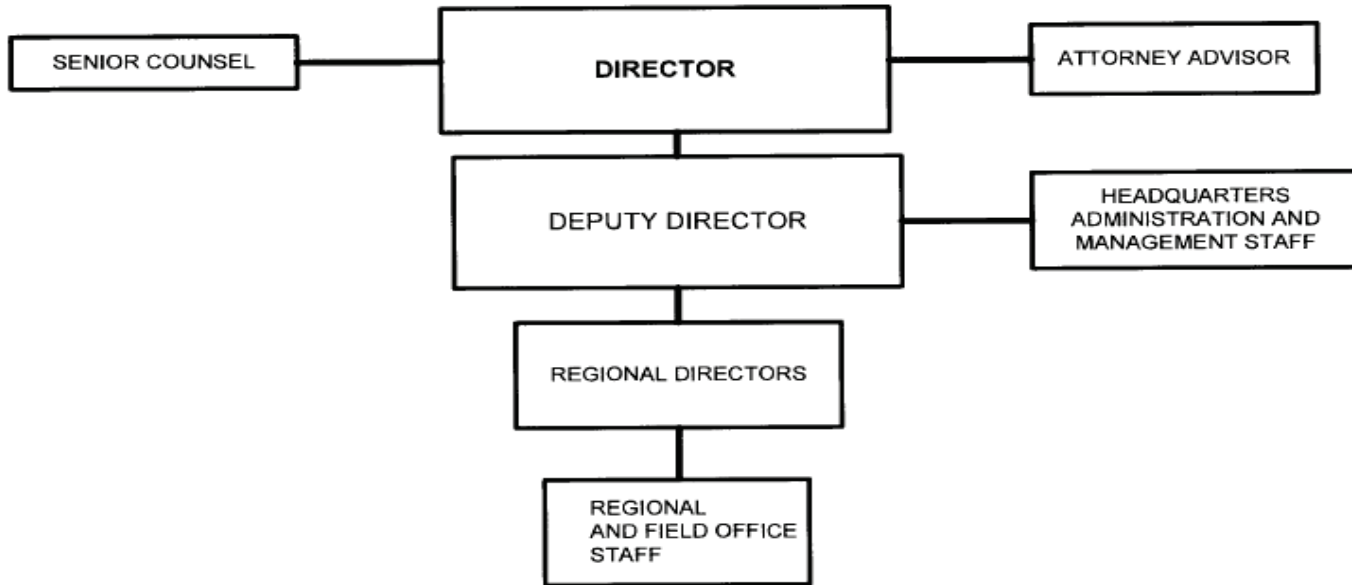 SENIOR COUNSEL
DIRECTOR
ATTORNEY ADVISOR
DEPUTY DIRECTOR
HEADQUARTERS
ADMINISTRATION AND
MANAGEMENT STAFF
REGIONAL DIRECTORS
REGIONAL
AND FIELD OFFICE
STAFF